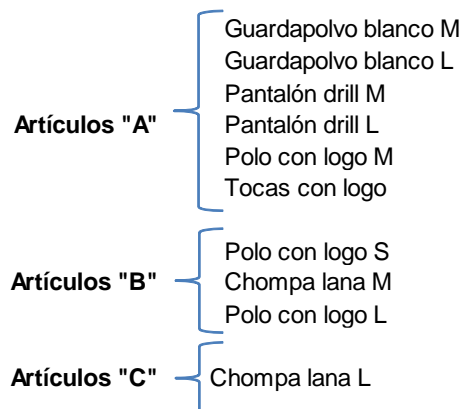 Guardapolvo blanco M
Guardapolvo blanco L
Pantalón drill M
Artículos "A"
Pantalón drill L
Polo con logo M
Tocas con logo
Polo con logo S
Artículos "B"
Chompa lana M
Polo con logo L
Artículos "C"
Chompa lana L